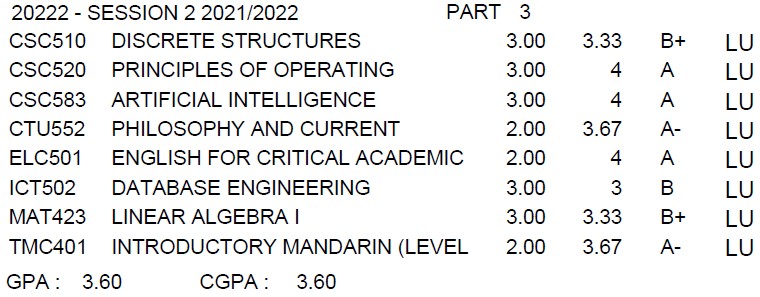 20222 - SESSION 2 2021/2022 PART 3
CSC510 DISCRETE STRUCTURES 3.00 3.33 B+ LU
CSC520 PRINCIPLES OF OPERATING 3.00 4 A LU
CSC583 ARTIFICIAL INTELLIGENCE 3.00 4 A LU
CTU552 PHILOSOPHY AND CURRENT 2.00 3.67 A- LU
ELC501 ENGLISH FOR CRITICAL ACADEMIC 2.00 4 A LU
ICT502 DATABASE ENGINEERING 3.00 3 B LU
MAT423 LINEAR ALGEBRA I 3.00 3.33 B+ LU
TMC401 INTRODUCTORY MANDARIN (LEVEL 2.00 3.67 A- LU
GPA : 3.60 CGPA : 3.60